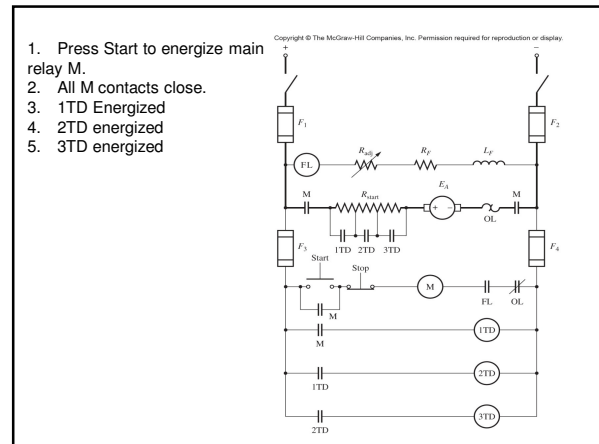 Copyright © The McGraw-Hill Companies, Inc. Permission required for reproduction or display.
1. Press Start to energize main
relay M.
2. All M contacts close.
3. 1TD Energized
4. 2TD energized
5. 3TD energized
+ –
F1 F2
Radj RF LF
FL
EA
M Rstart M
+ –
OL
1TD 2TD 3TD
F3 F4
Start
Stop
M
FL OL
M
1TD
M
2TD
1TD
3TD
2TD